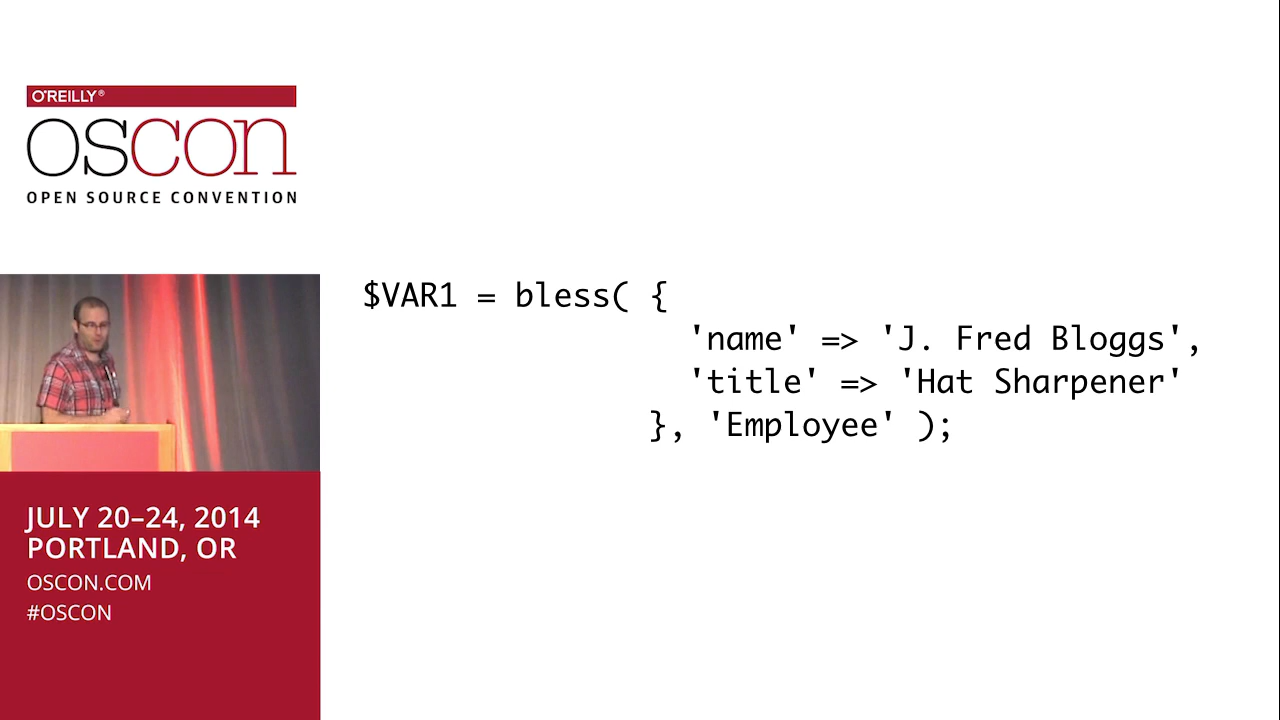 O'REILLY®
OSCON
OPEN SOURCE CONVENTION
$VAR1 = bless( {
'name' => 'J. Fred Bloggs',
'title' => 'Hat Sharpener'
}, 'Employee' );
JULY 20–24, 2014
PORTLAND, OR
OSCON.COM
#OSCON